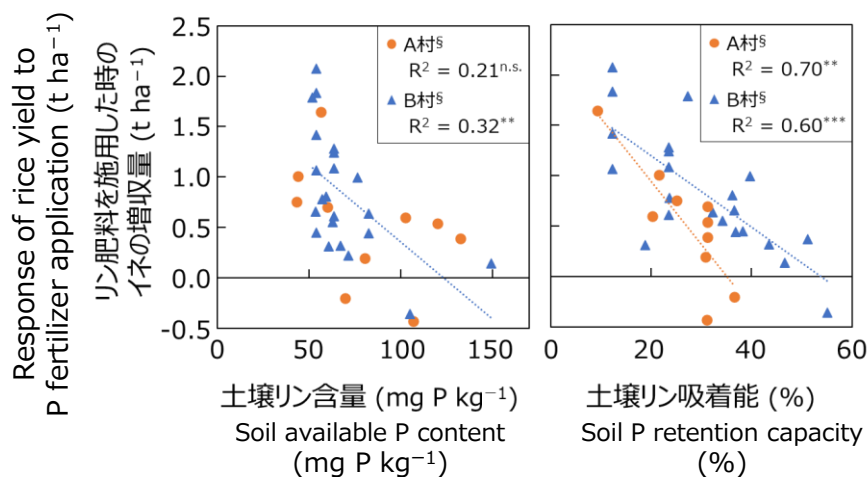 Response of rice yield to
P fertilizer application (t ha⁻¹)
リン肥料を施用した時の
イネの増収量 (t ha⁻¹)
2.5
2.0
1.5
1.0
0.5
0.0
-0.5
A村§
R² = 0.21ⁿ·ˢ·
B村§
R² = 0.32**
0
50
100
150
土壌リン含量 (mg P kg⁻¹)
Soil available P content
(mg P kg⁻¹)
A村§
R² = 0.70**
B村§
R² = 0.60***
0
20
40
60
土壌リン吸着能 (%)
Soil P retention capacity
(%)